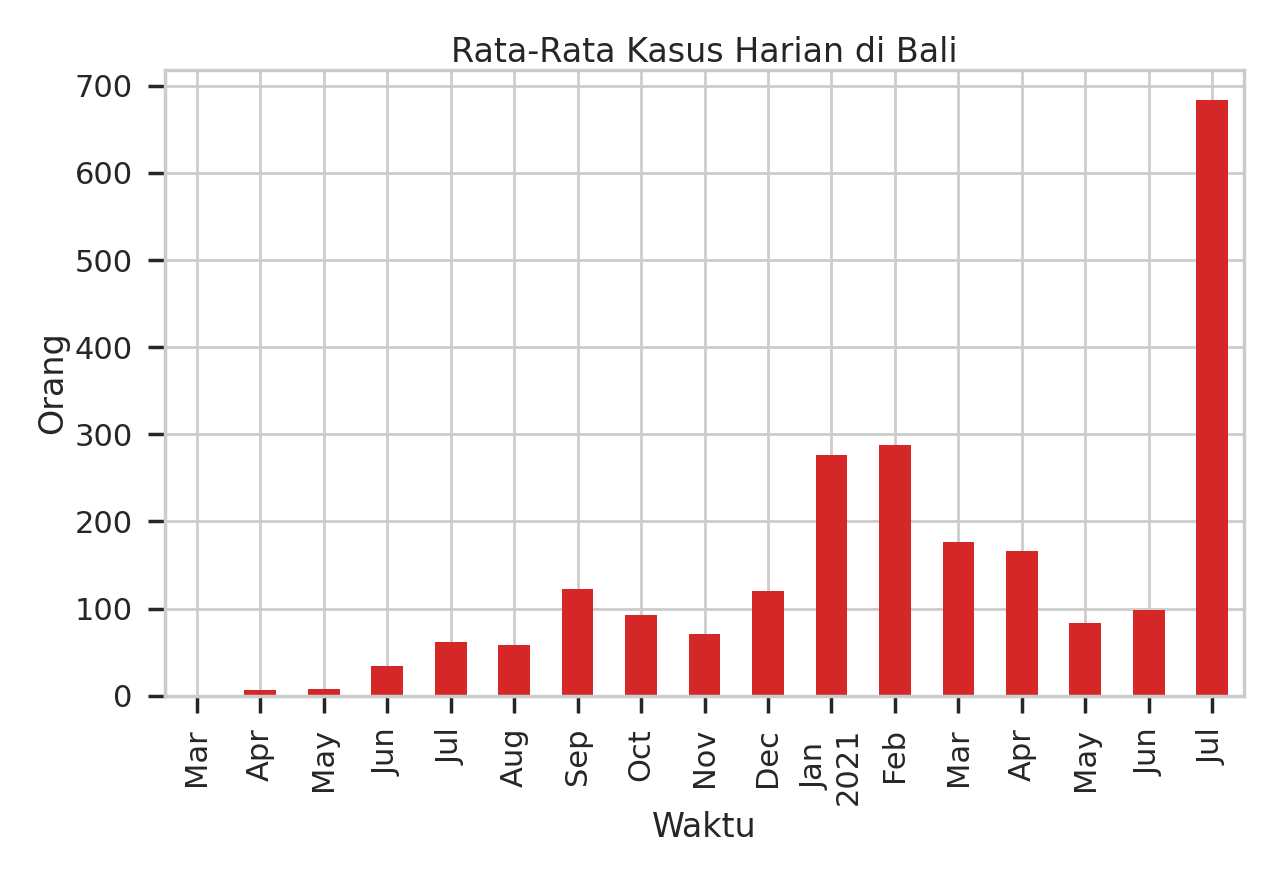 Rata-Rata Kasus Harian di Bali
700
600
500
400
300
200
100
0
Orang
Mar
Apr
May
Jun
Jul
Aug
Sep
Oct
Nov
Dec
Jan
2021
Feb
Mar
Apr
May
Jun
Jul
Waktu